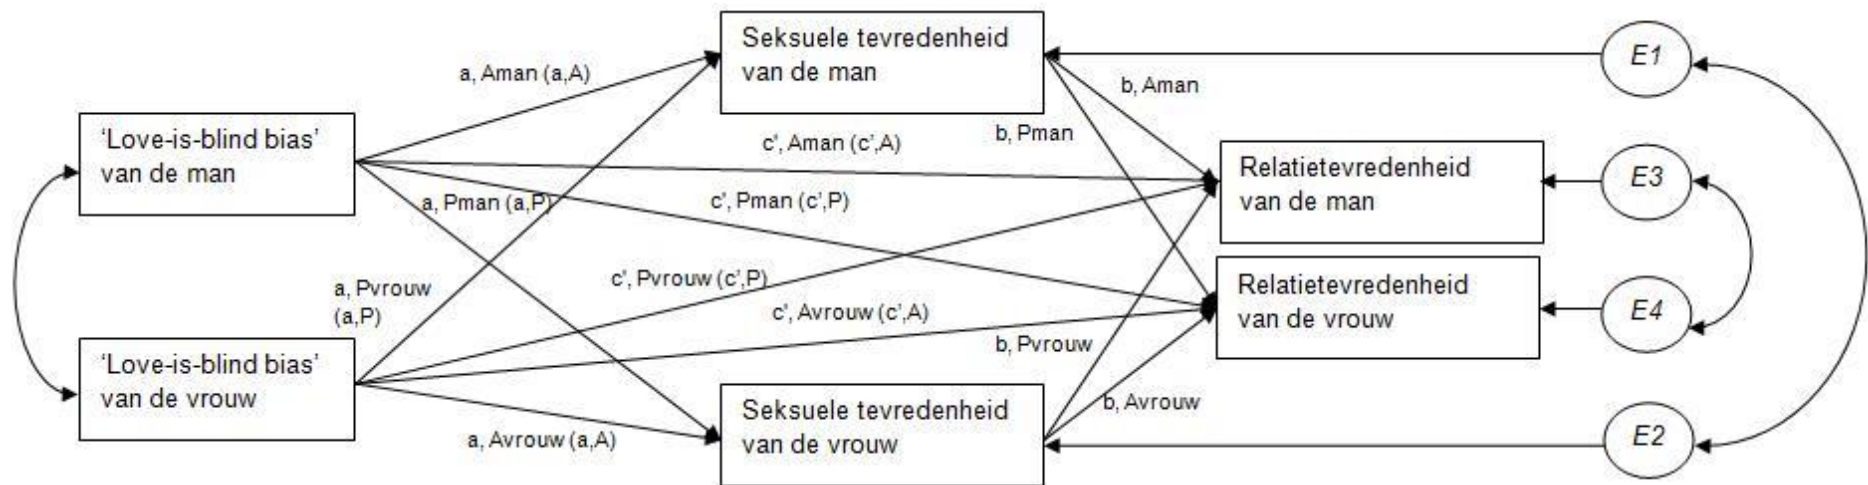 Seksuele tevredenheid
van de man
E1
a, Aman (a,A)
b, Aman
‘Love-is-blind bias’
van de man
b, Pman
c', Aman (c’,A)
Relatietevredenheid
van de man
E3
a, Pman (a,P)
c', Pman (c’,P)
c', Pvrouw (c’,P)
a, Pvrouw
(a,P)
Relatietevredenheid
van de vrouw
E4
c', Avrouw (c’,A)
b, Pvrouw
‘Love-is-blind bias’
van de vrouw
Seksuele tevredenheid
van de vrouw
b, Avrouw
a, Avrouw (a,A)
E2